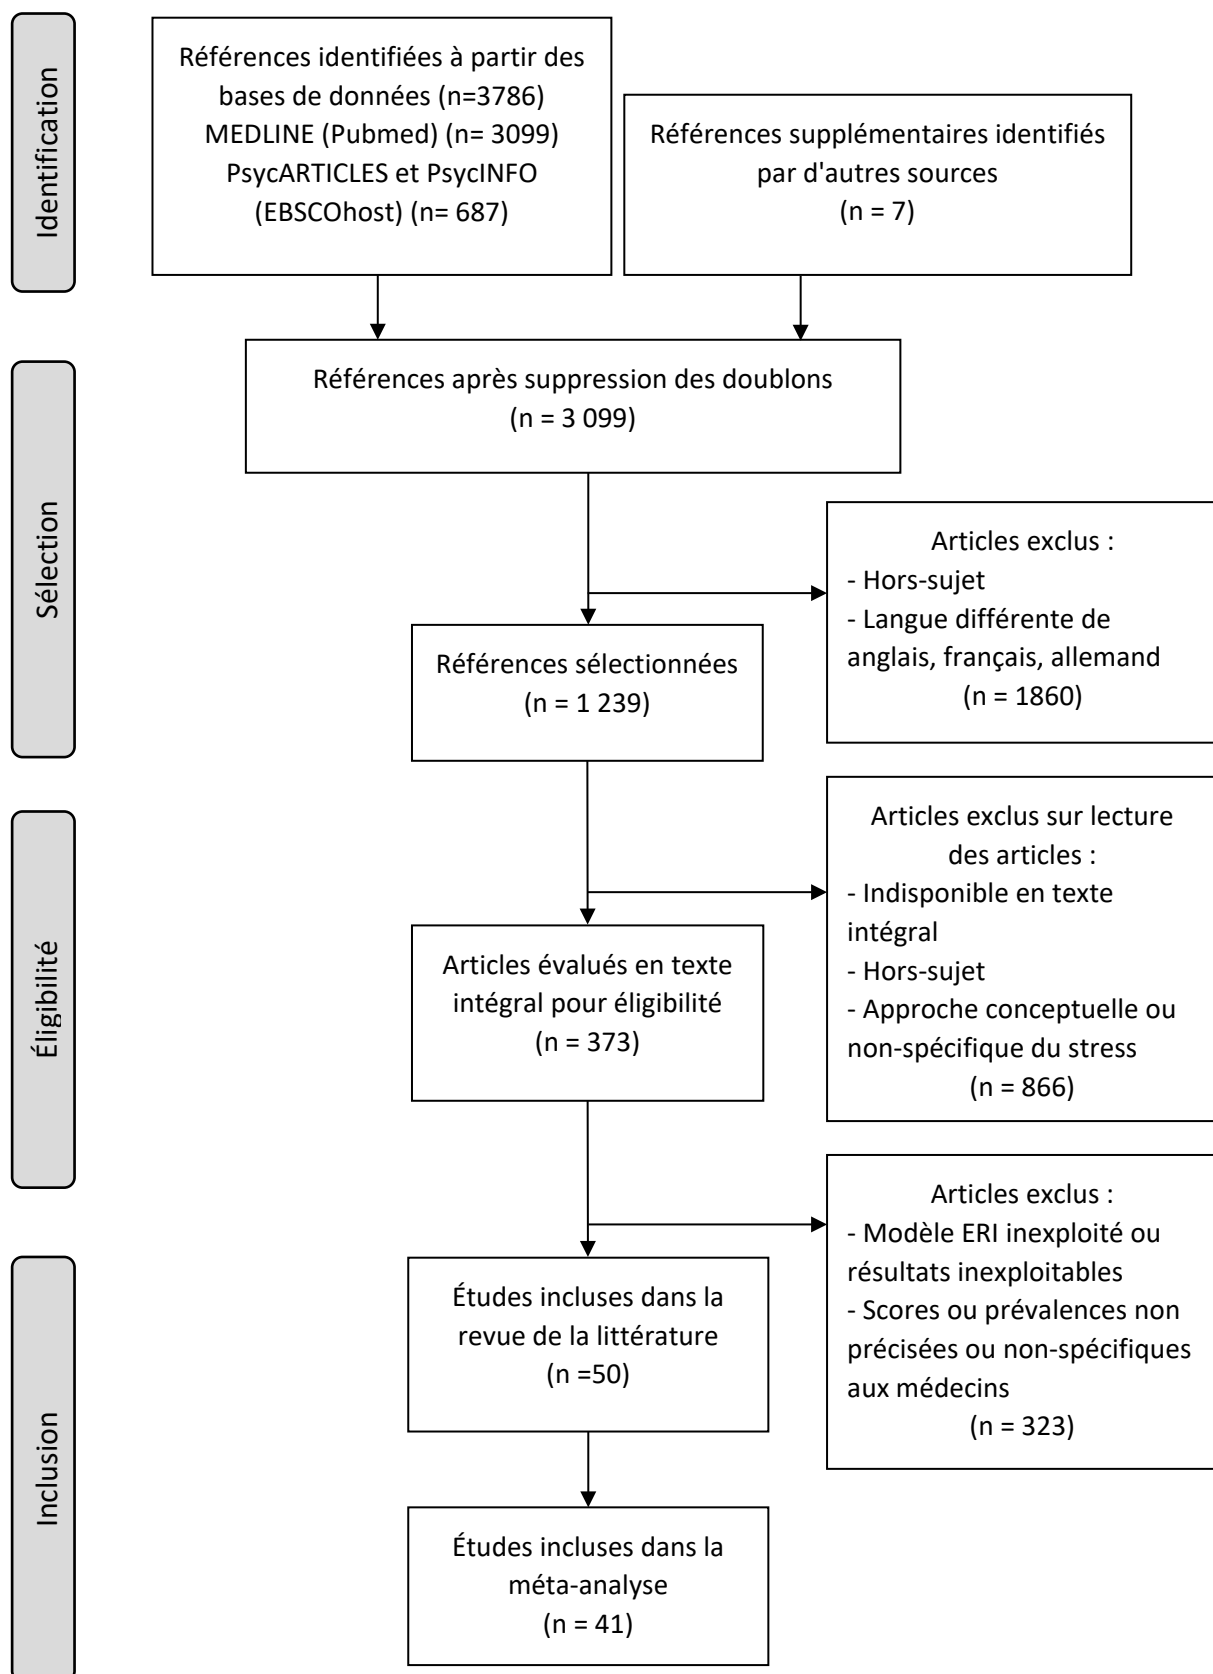 Identification
Références identifiées à partir des
bases de données (n=3786)
MEDLINE (Pubmed) (n= 3099)
PsycARTICLES et PsycINFO
(EBSCOhost) (n= 687)
Références supplémentaires identifiés
par d'autres sources
(n = 7)
Sélection
Références après suppression des doublons
(n = 3 099)
Articles exclus :
- Hors-sujet
- Langue différente de
anglais, français, allemand
(n = 1860)
Références sélectionnées
(n = 1 239)
Éligibilité
Articles exclus sur lecture
des articles :
- Indisponible en texte
intégral
- Hors-sujet
- Approche conceptuelle ou
non-spécifique du stress
(n = 866)
Articles évalués en texte
intégral pour éligibilité
(n = 373)
Articles exclus :
- Modèle ERI inexploité ou
résultats inexploitables
- Scores ou prévalences non
précisées ou non-spécifiques
aux médecins
(n = 323)
Inclusion
Études incluses dans la
revue de la littérature
(n =50)
Études incluses dans la
méta-analyse
(n = 41)